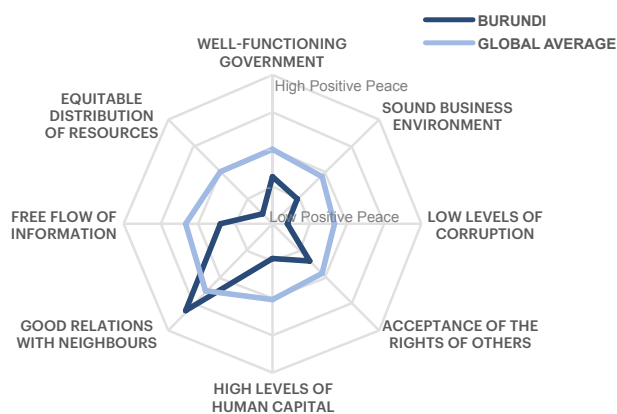 BURUNDI
GLOBAL AVERAGE
WELL-FUNCTIONING
GOVERNMENT
High Positive Peace
SOUND BUSINESS
ENVIRONMENT
EQUITABLE
DISTRIBUTION
OF RESOURCES
Low Positive Peace
LOW LEVELS OF
CORRUPTION
FREE FLOW OF
INFORMATION
ACCEPTANCE OF THE
RIGHTS OF OTHERS
GOOD RELATIONS
WITH NEIGHBOURS
HIGH LEVELS OF
HUMAN CAPITAL